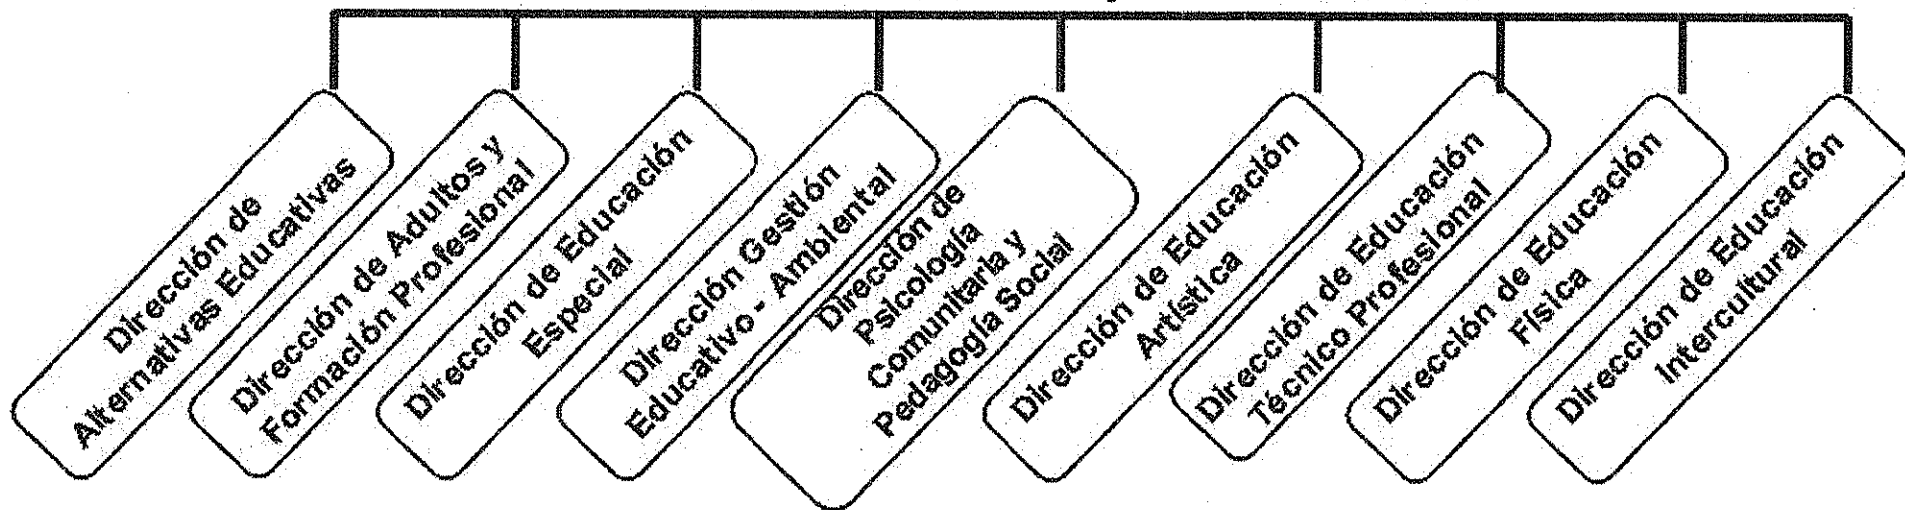 Dirección de
Alternativas Educativas
Dirección de Adultos y
Formación Profesional
Dirección de Educación
Especial
Dirección Gestión
Educativo - Ambiental
Dirección de
Psicología
Comunitaria y
Pedagogía Social
Dirección de Educación
Artística
Dirección de Educación
Técnico Profesional
Dirección de Educación
Física
Dirección de Educación
Intercultural